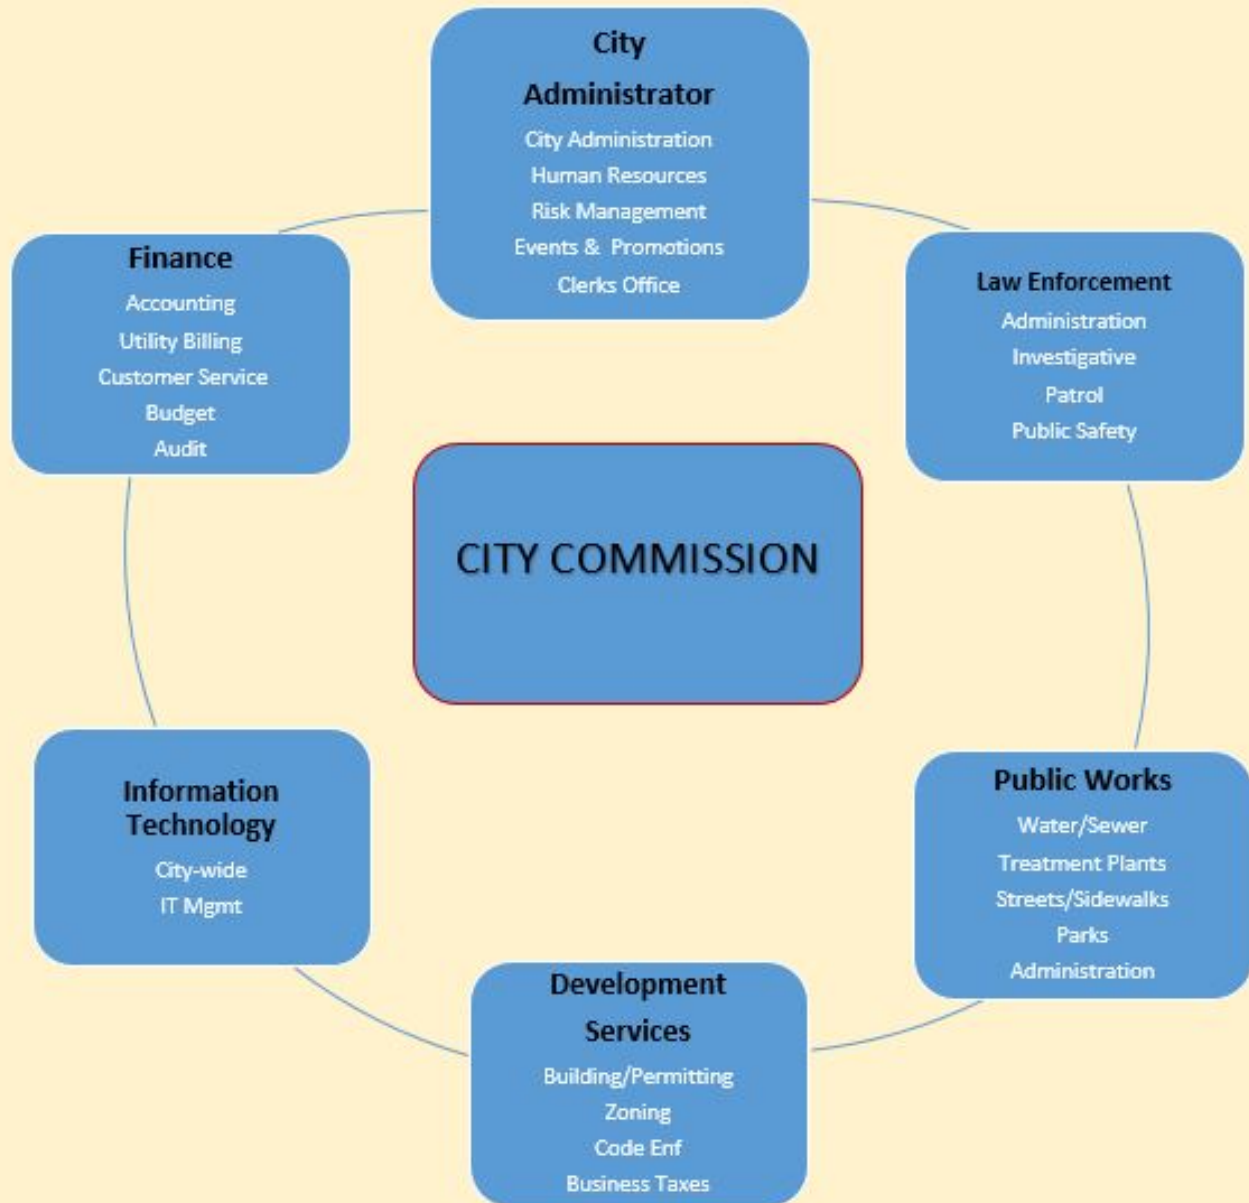 City
Administrator
City Administration
Human Resources
Risk Management
Events & Promotions
Clerks Office
Finance
Accounting
Utility Billing
Customer Service
Budget
Audit
Law Enforcement
Administration
Investigative
Patrol
Public Safety
CITY COMMISSION
Information
Technology
City-wide
IT Mgmt
Public Works
Water/Sewer
Treatment Plants
Streets/Sidewalks
Parks
Administration
Development
Services
Building/Permitting
Zoning
Code Enf
Business Taxes